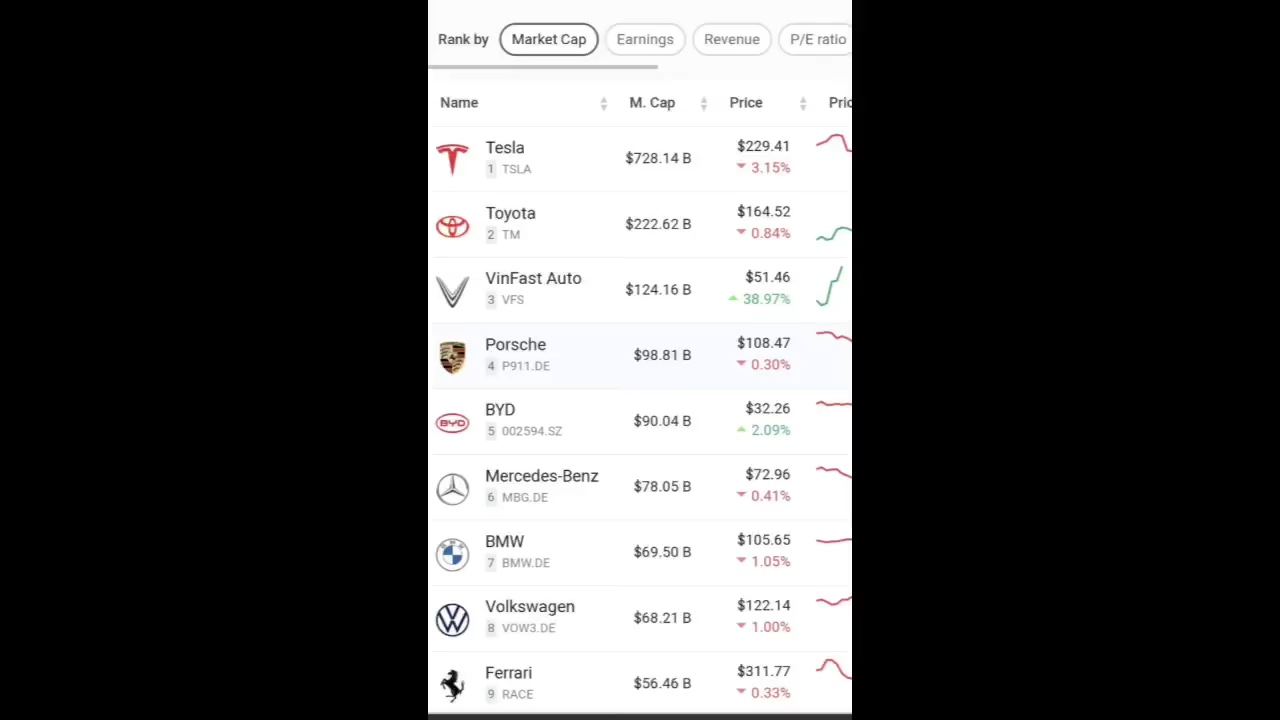 Rank by Market Cap Earnings Revenue P/E ratio
Name M. Cap Price Pric
Tesla
1 TSLA
$728.14 B
$229.41
3.15%
Toyota
2 TM
$222.62 B
$164.52
0.84%
VinFast Auto
3 VFS
$124.16 B
$51.46
38.97%
Porsche
4 P911.DE
$98.81 B
$108.47
0.30%
BYD
BYD
5 002594.SZ
$90.04 B
$32.26
2.09%
Mercedes-Benz
6 MBG.DE
$78.05 B
$72.96
0.41%
BMW
7 BMW.DE
$69.50 B
$105.65
1.05%
Volkswagen
8 VOW3.DE
$68.21 B
$122.14
1.00%
Ferrari
9 RACE
$56.46 B
$311.77
0.33%